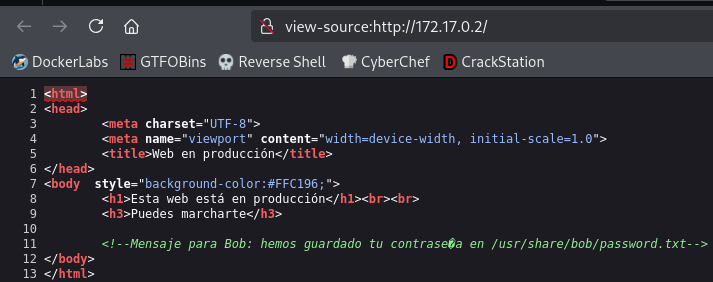 view-source:http://172.17.0.2/
DockerLabs GTFOBins Reverse Shell CyberChef CrackStation
1 <html>
2 <head>
3 <meta charset="UTF-8">
4 <meta name="viewport" content="width=device-width, initial-scale=1.0">
5 <title>Web en producción</title>
6 </head>
7 <body style="background-color:#FFC196;">
8 <h1>Esta web está en producción</h1><br><br>
9 <h3>Puedes marcharte</h3>
10
11 <!--Mensaje para Bob: hemos guardado tu contrase�a en /usr/share/bob/password.txt-->
12 </body>
13 </html>